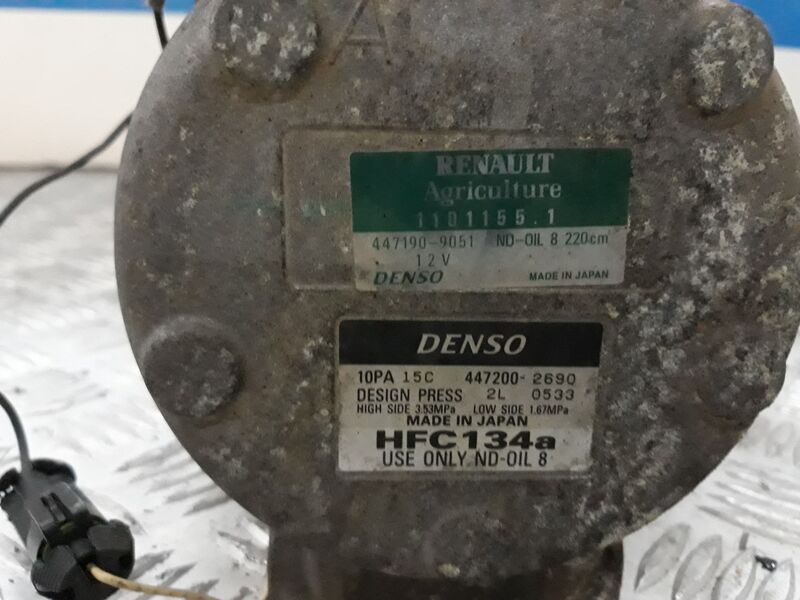 A
RENAULT
Agriculture
1101155.1
447190-9051 ND-OIL 8 220cm
12V
DENSO MADE IN JAPAN
DENSO
10PA 15C 447200-2690
DESIGN PRESS 2L 0533
HIGH SIDE 3.53MPa LOW SIDE 1.67MPa
MADE IN JAPAN
HFC134a
USE ONLY ND-OIL 8